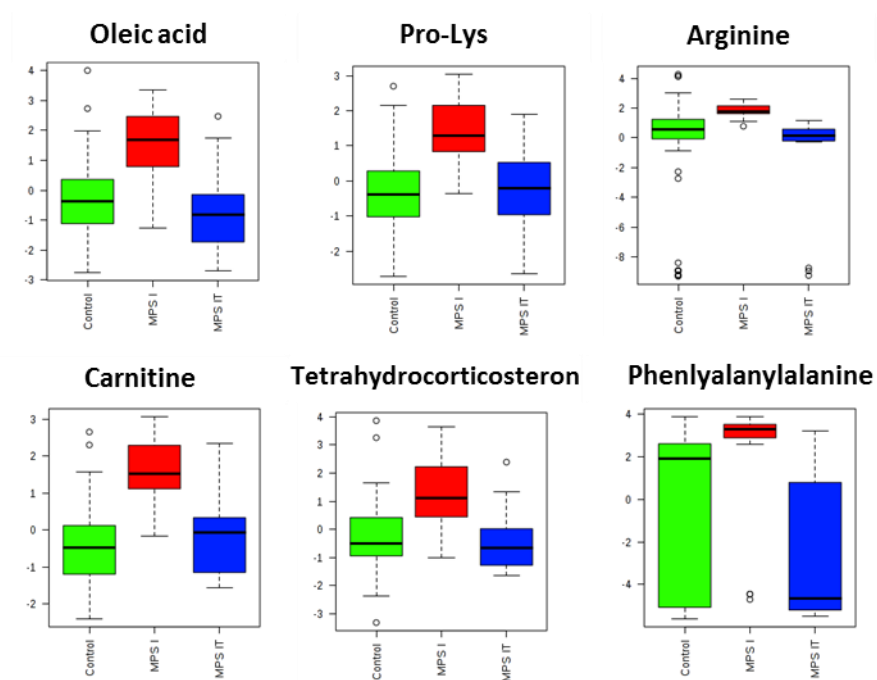 Oleic acid
4
3
2
1
0
-1
-2
-3
Control
MPS I
MPS IT
Pro-Lys
3
2
1
0
-1
-2
Control
MPS I
MPS IT
Arginine
4
2
0
-2
-4
-6
-8
Control
MPS I
MPS IT
Carnitine
3
2
1
0
-1
-2
Control
MPS I
MPS IT
Tetrahydrocorticosteron
4
3
2
1
0
-1
-2
-3
Control
MPS I
MPS IT
Phenlyalanylalanine
4
2
0
-2
-4
Control
MPS I
MPS IT